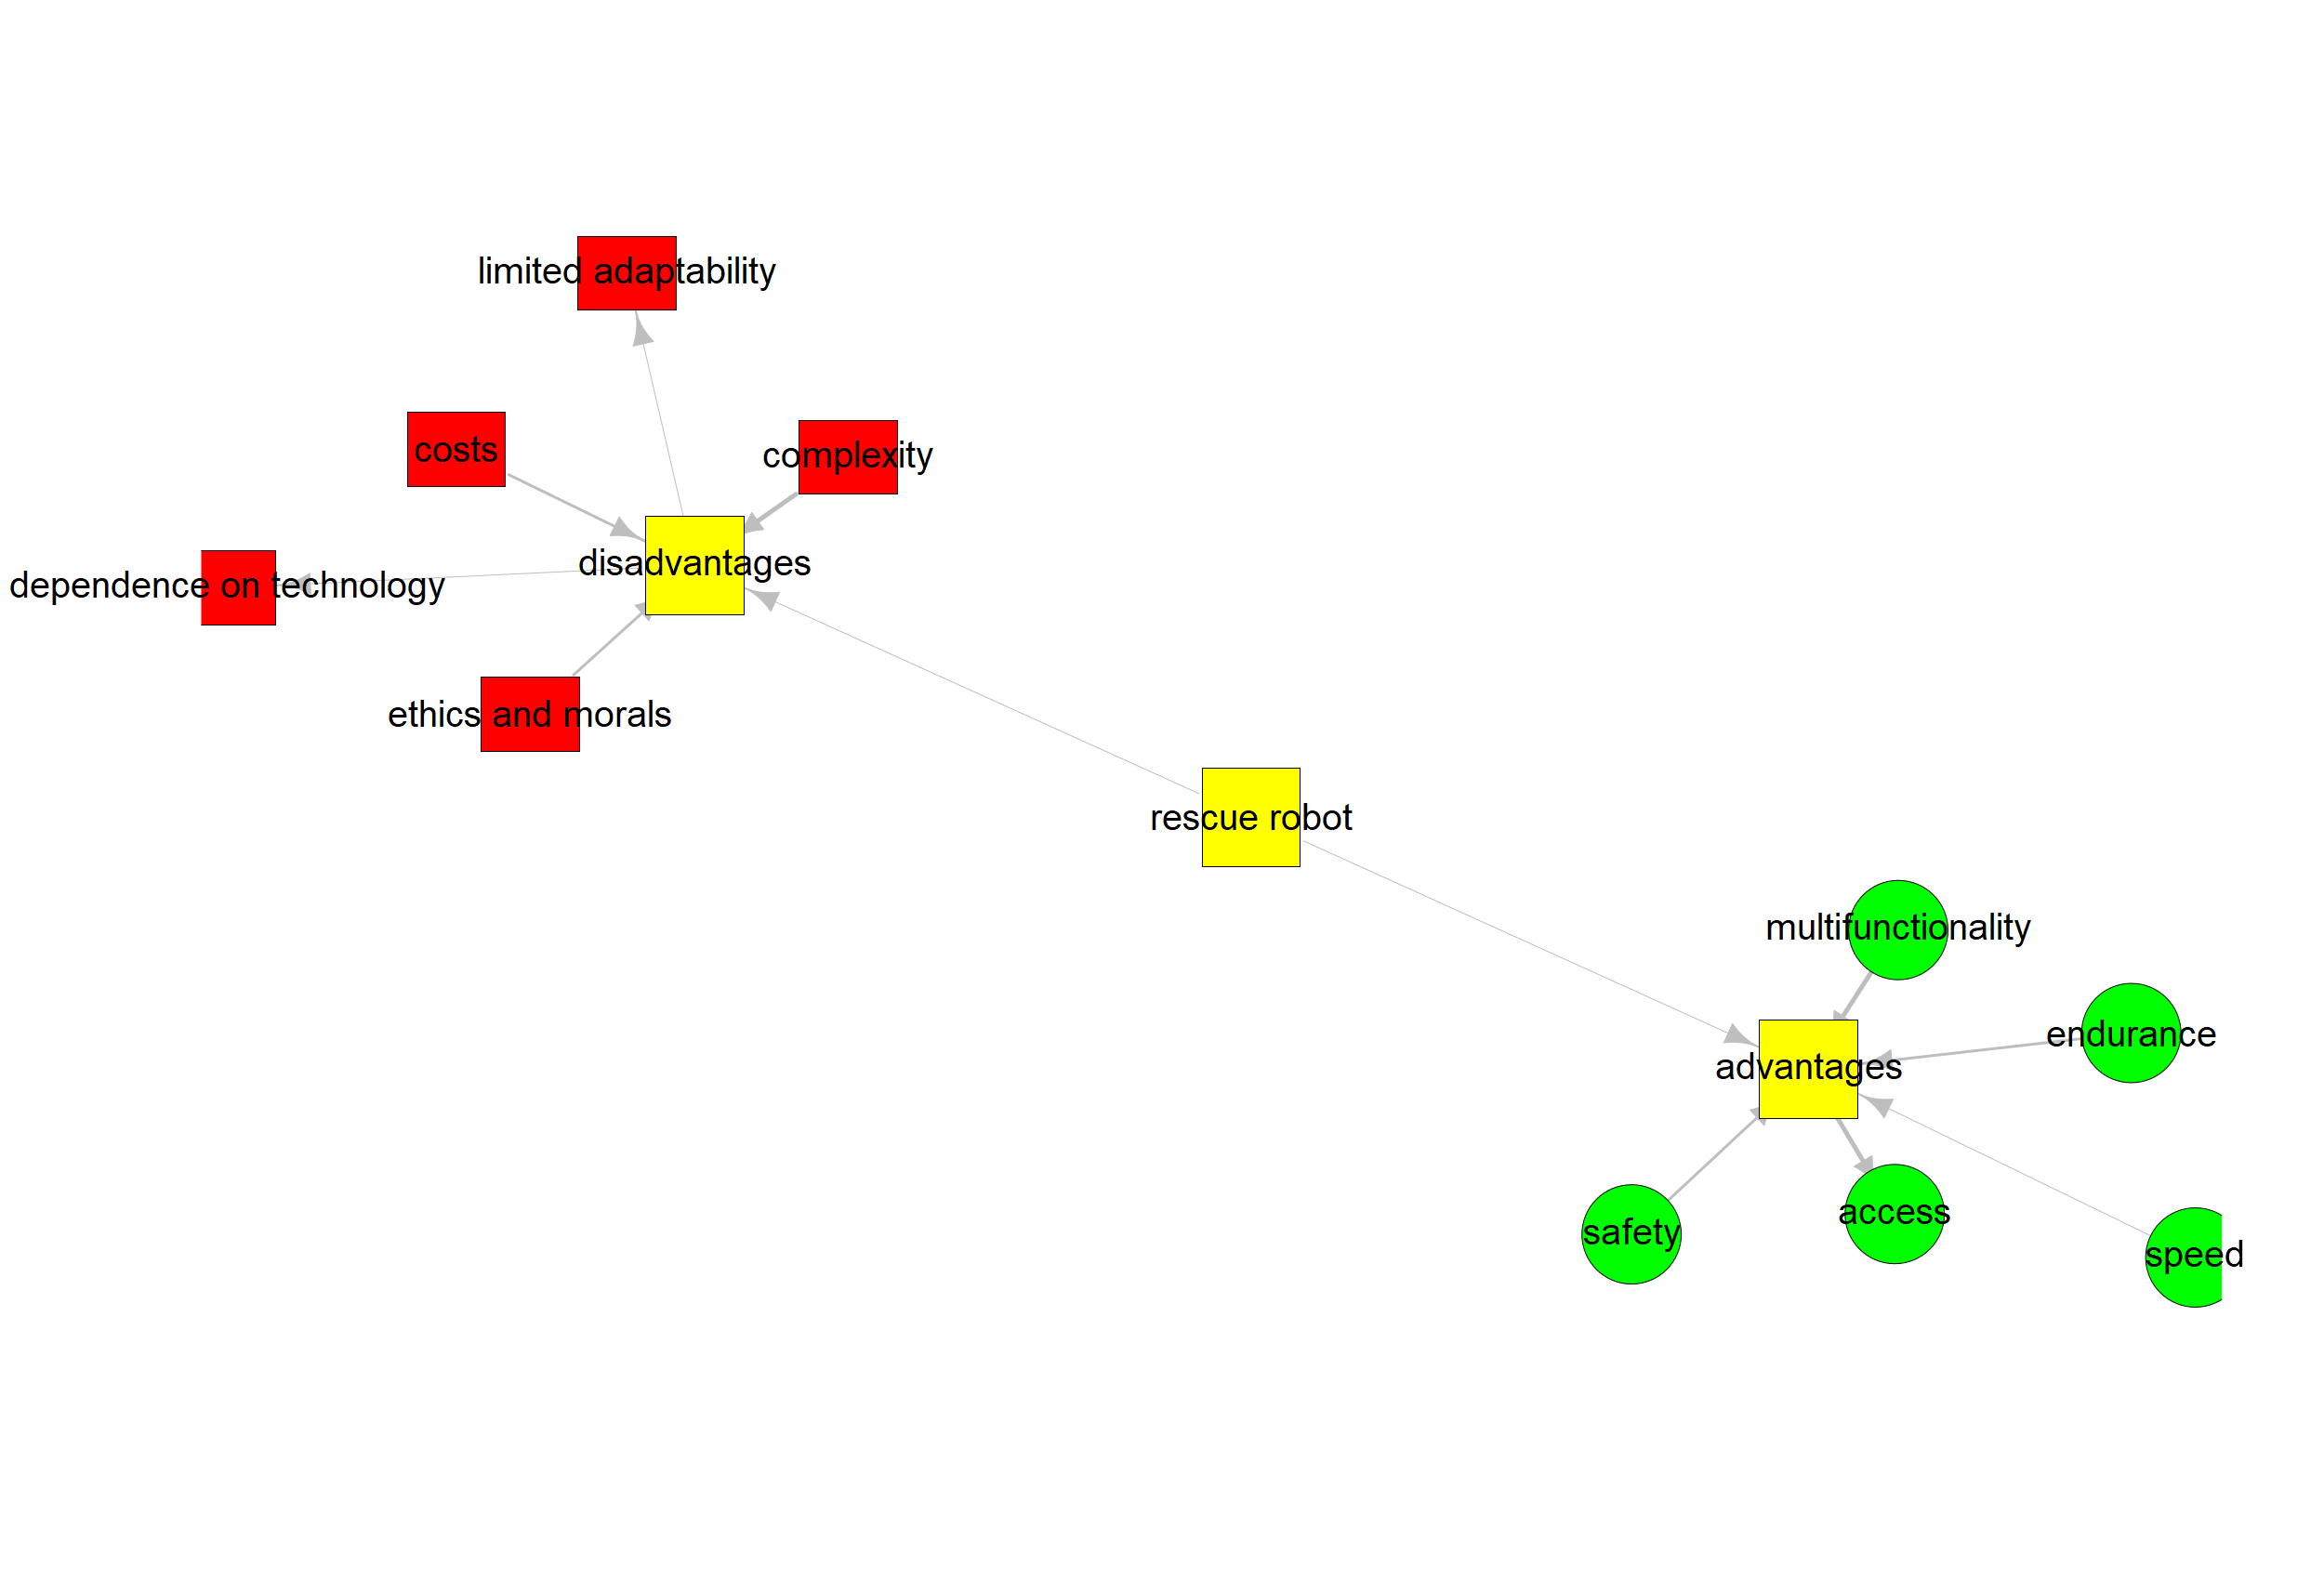 limited adaptability
costs
complexity
disadvantages
dependence on technology
ethics and morals
rescue robot
multifunctionality
endurance
advantages
access
safety
speed